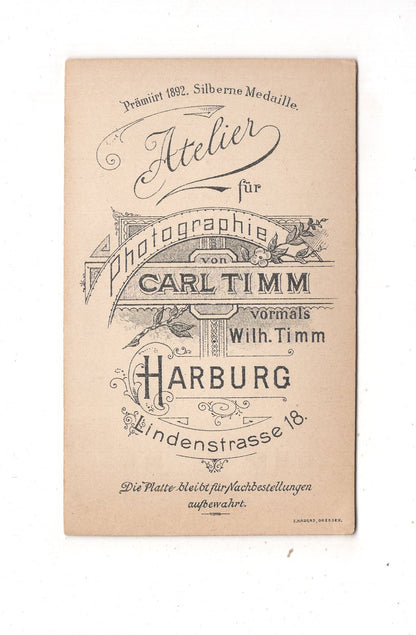 Prämiirt 1892. Silberne Medaille.
Atelier
für
Photographie
von
CARL TIMM
vormals
Wilh. Timm
HARBURG
Lindenstrasse 18.
Die Platte bleibt für Nachbestellungen
aufbewahrt.
DRESDEN.